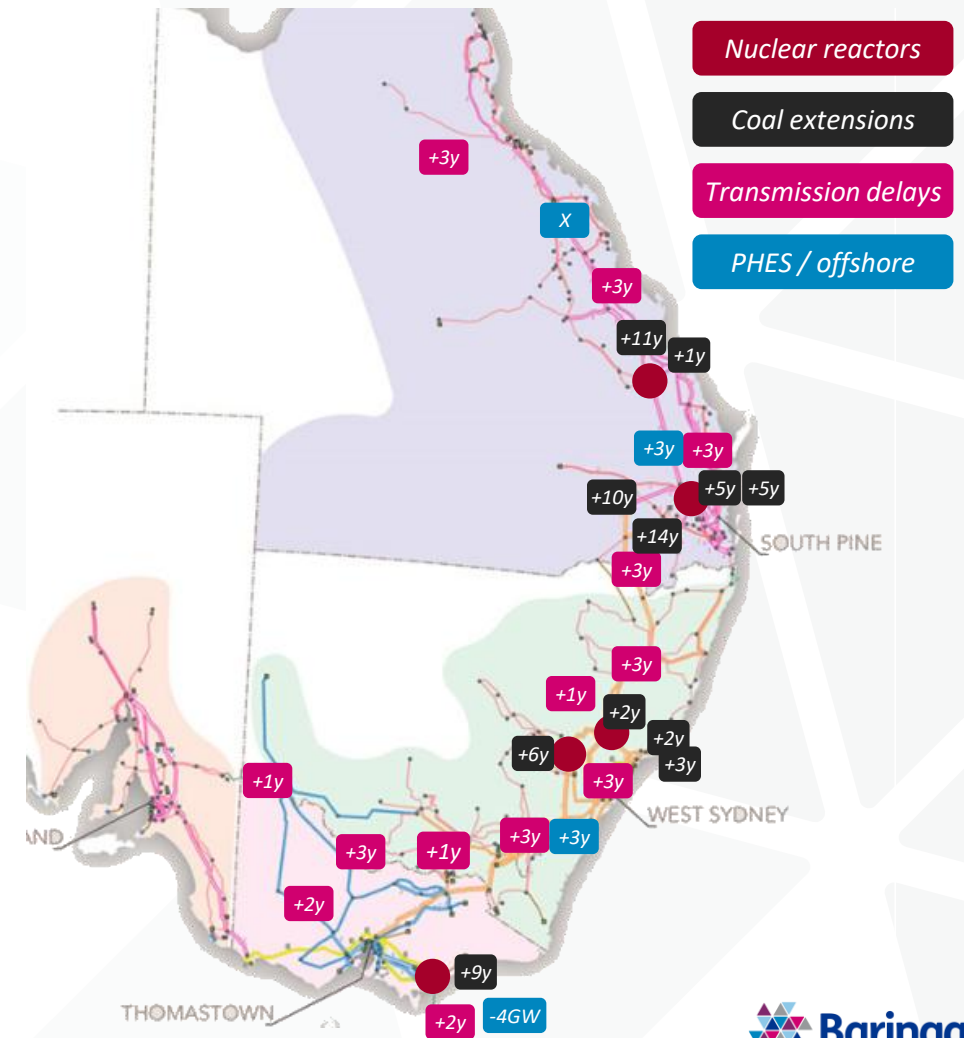 Nuclear reactors
Coal extensions
Transmission delays
PHES / offshore
+3y
X
+3y
+11y
+1y
+3y
+3y
+5y
+5y
+10y
+14y
SOUTH PINE
+3y
+3y
+1y
+2y
+2y
+6y
+3y
+3y
WEST SYDNEY
+1y
AND
+3y
+3y
+3y
+1y
+2y
+9y
THOMASTOWN
+2y
-4GW
Baringa